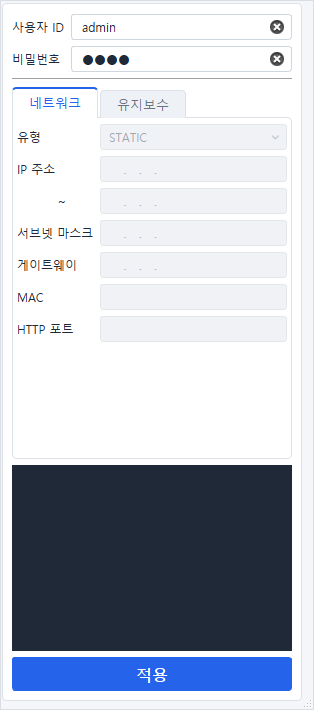 사용자 ID admin
비밀번호 ●●●●
네트워크 유지보수
유형 STATIC
IP 주소 . . .
~ . . .
서브넷 마스크 . . .
게이트웨이 . . .
MAC
HTTP 포트
적용